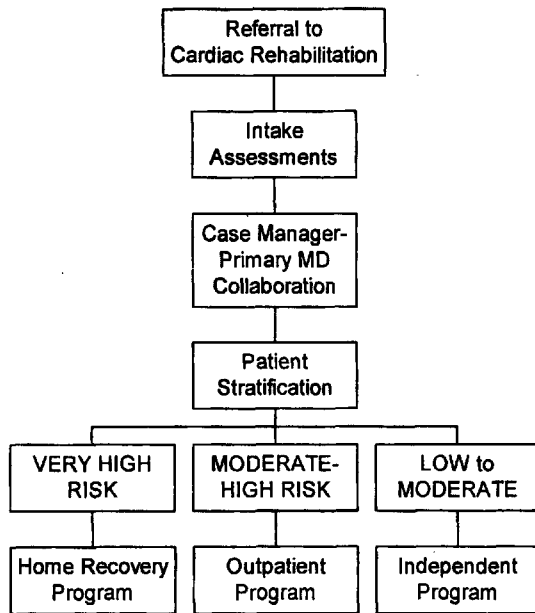 Referral to
Cardiac Rehabilitation
Intake
Assessments
Case Manager-
Primary MD
Collaboration
Patient
Stratification
VERY HIGH
RISK
MODERATE-
HIGH RISK
LOW to
MODERATE
Home Recovery
Program
Outpatient
Program
Independent
Program